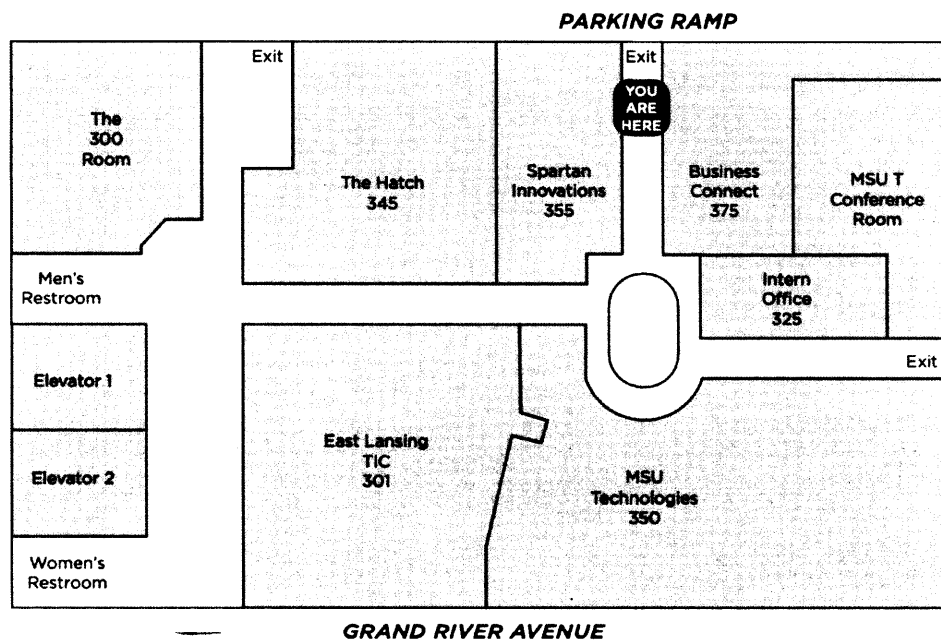 PARKING RAMP
Exit
Exit
YOU
ARE
HERE
The
300
Room
The Hatch
345
Spartan
Innovations
355
Business
Connect
375
MSU T
Conference
Room
Men's
Restroom
Intern
Office
325
Exit
Elevator 1
East Lansing
TIC
301
Elevator 2
MSU
Technologies
350
Women's
Restroom
GRAND RIVER AVENUE